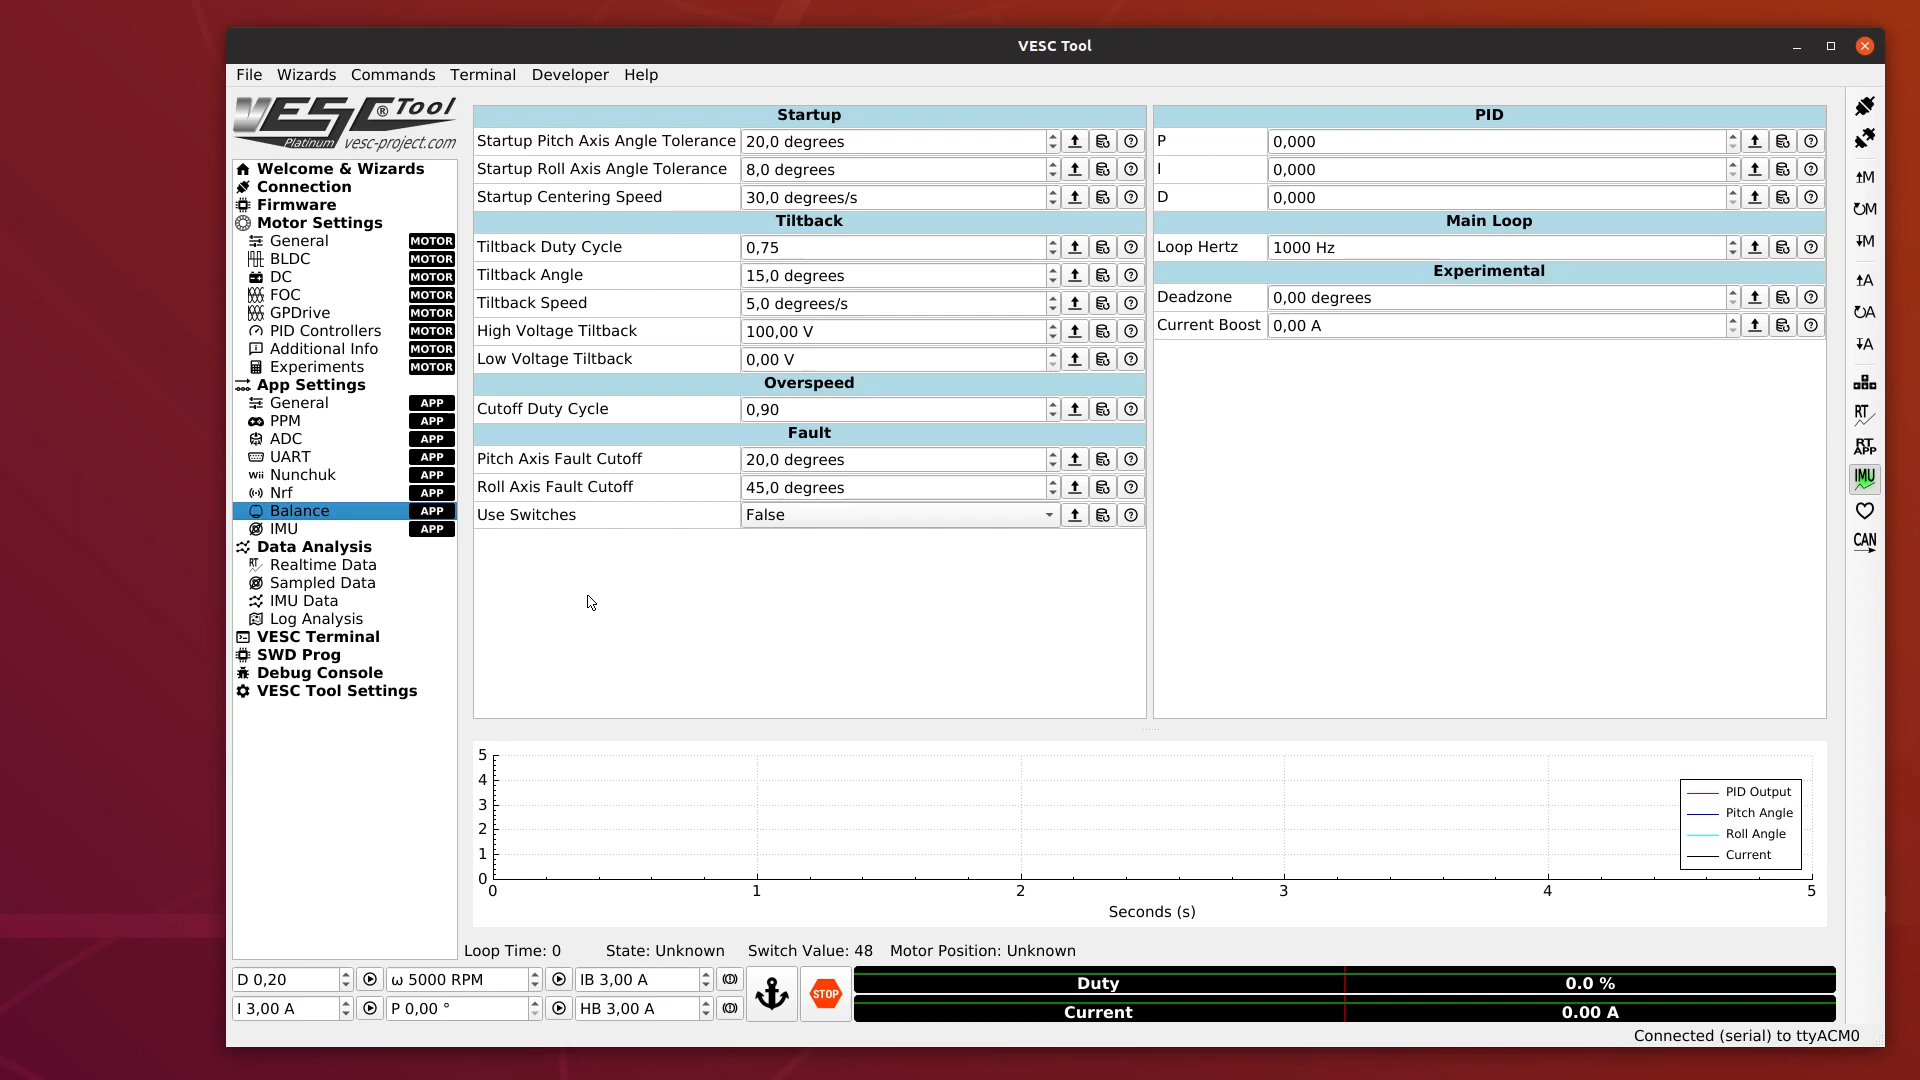 VESC Tool
File Wizards Commands Terminal Developer Help
VESC® Tool
Platinum vesc-project.com
Welcome & Wizards
Connection
Firmware
Motor Settings
General MOTOR
BLDC MOTOR
DC MOTOR
FOC MOTOR
GPDrive MOTOR
PID Controllers MOTOR
Additional Info MOTOR
Experiments MOTOR
App Settings
General APP
PPM APP
ADC APP
UART APP
Wii Nunchuk APP
Nrf APP
Balance APP
IMU APP
Data Analysis
RT Realtime Data
Sampled Data
IMU Data
Log Analysis
VESC Terminal
SWD Prog
Debug Console
VESC Tool Settings
Startup
Startup Pitch Axis Angle Tolerance 20,0 degrees
Startup Roll Axis Angle Tolerance 8,0 degrees
Startup Centering Speed 30,0 degrees/s
Tiltback
Tiltback Duty Cycle 0,75
Tiltback Angle 15,0 degrees
Tiltback Speed 5,0 degrees/s
High Voltage Tiltback 100,00 V
Low Voltage Tiltback 0,00 V
Overspeed
Cutoff Duty Cycle 0,90
Fault
Pitch Axis Fault Cutoff 20,0 degrees
Roll Axis Fault Cutoff 45,0 degrees
Use Switches False
PID
P 0,000
I 0,000
D 0,000
Main Loop
Loop Hertz 1000 Hz
Experimental
Deadzone 0,00 degrees
Current Boost 0,00 A
M
M
M
A
A
A
RT
RT
APP
IMU
CAN
5
4
3
2
1
0
0 1 2 3 4 5
Seconds (s)
PID Output
Pitch Angle
Roll Angle
Current
Loop Time: 0 State: Unknown Switch Value: 48 Motor Position: Unknown
D 0,20 ω 5000 RPM IB 3,00 A
I 3,00 A P 0,00 ° HB 3,00 A
STOP
Duty 0.0 %
Current 0.00 A
Connected (serial) to ttyACM0